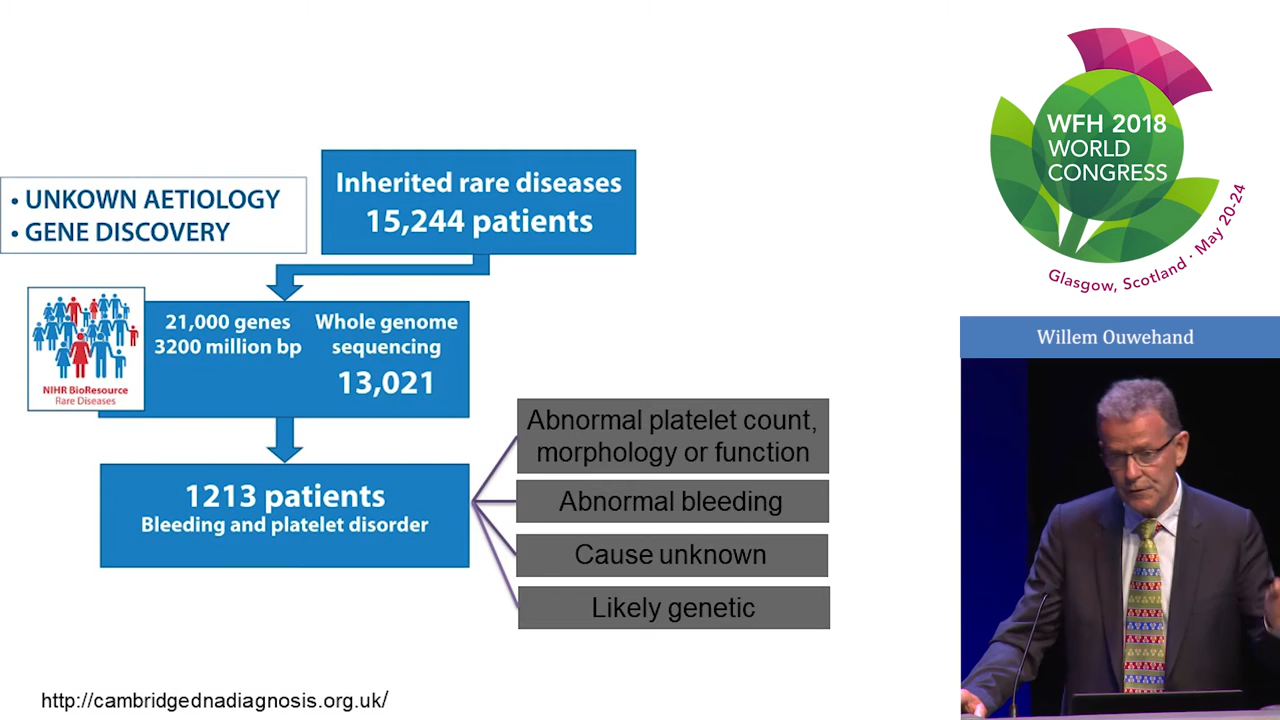 • UNKOWN AETIOLOGY
• GENE DISCOVERY
Inherited rare diseases
15,244 patients
21,000 genes
3200 million bp
Whole genome
sequencing
13,021
NIHR BioResource
Rare Diseases
1213 patients
Bleeding and platelet disorder
Abnormal platelet count,
morphology or function
Abnormal bleeding
Cause unknown
Likely genetic
http://cambridgednadiagnosis.org.uk/
WFH 2018
WORLD
CONGRESS
Glasgow, Scotland · May 20-24
Willem Ouwehand